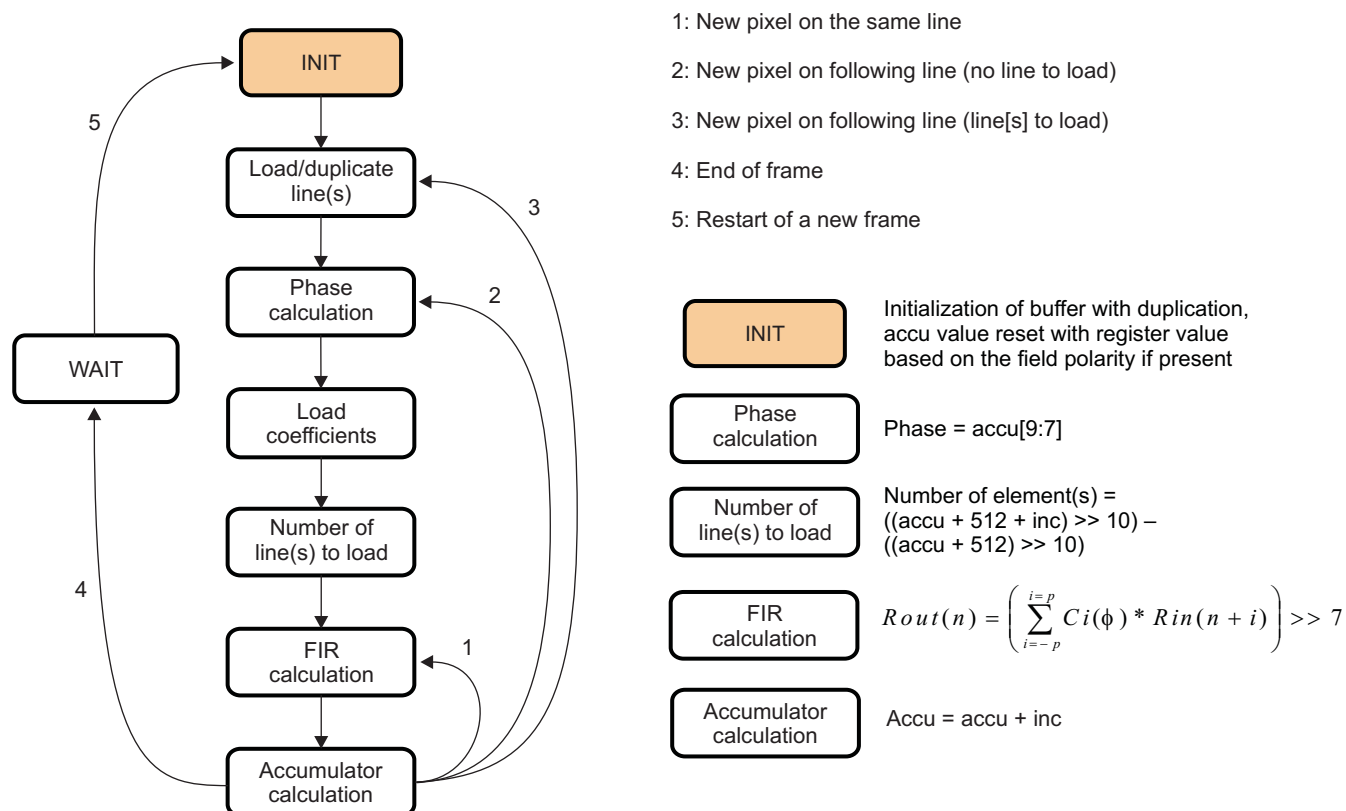 INIT
5
Load/duplicate
line(s)
3
Phase
calculation
2
WAIT
Load
coefficients
Number of
line(s) to load
4
FIR
calculation
1
Accumulator
calculation
1: New pixel on the same line
2: New pixel on following line (no line to load)
3: New pixel on following line (line[s] to load)
4: End of frame
5: Restart of a new frame
INIT
Initialization of buffer with duplication,
accu value reset with register value
based on the field polarity if present
Phase
calculation
Phase = accu[9:7]
Number of
line(s) to load
Number of element(s) =
((accu + 512 + inc) >> 10) –
((accu + 512) >> 10)
FIR
calculation
Rout(n) = ( ∑_{i=-p}^{i=p} Ci(ϕ) * Rin(n + i) ) >> 7
Accumulator
calculation
Accu = accu + inc